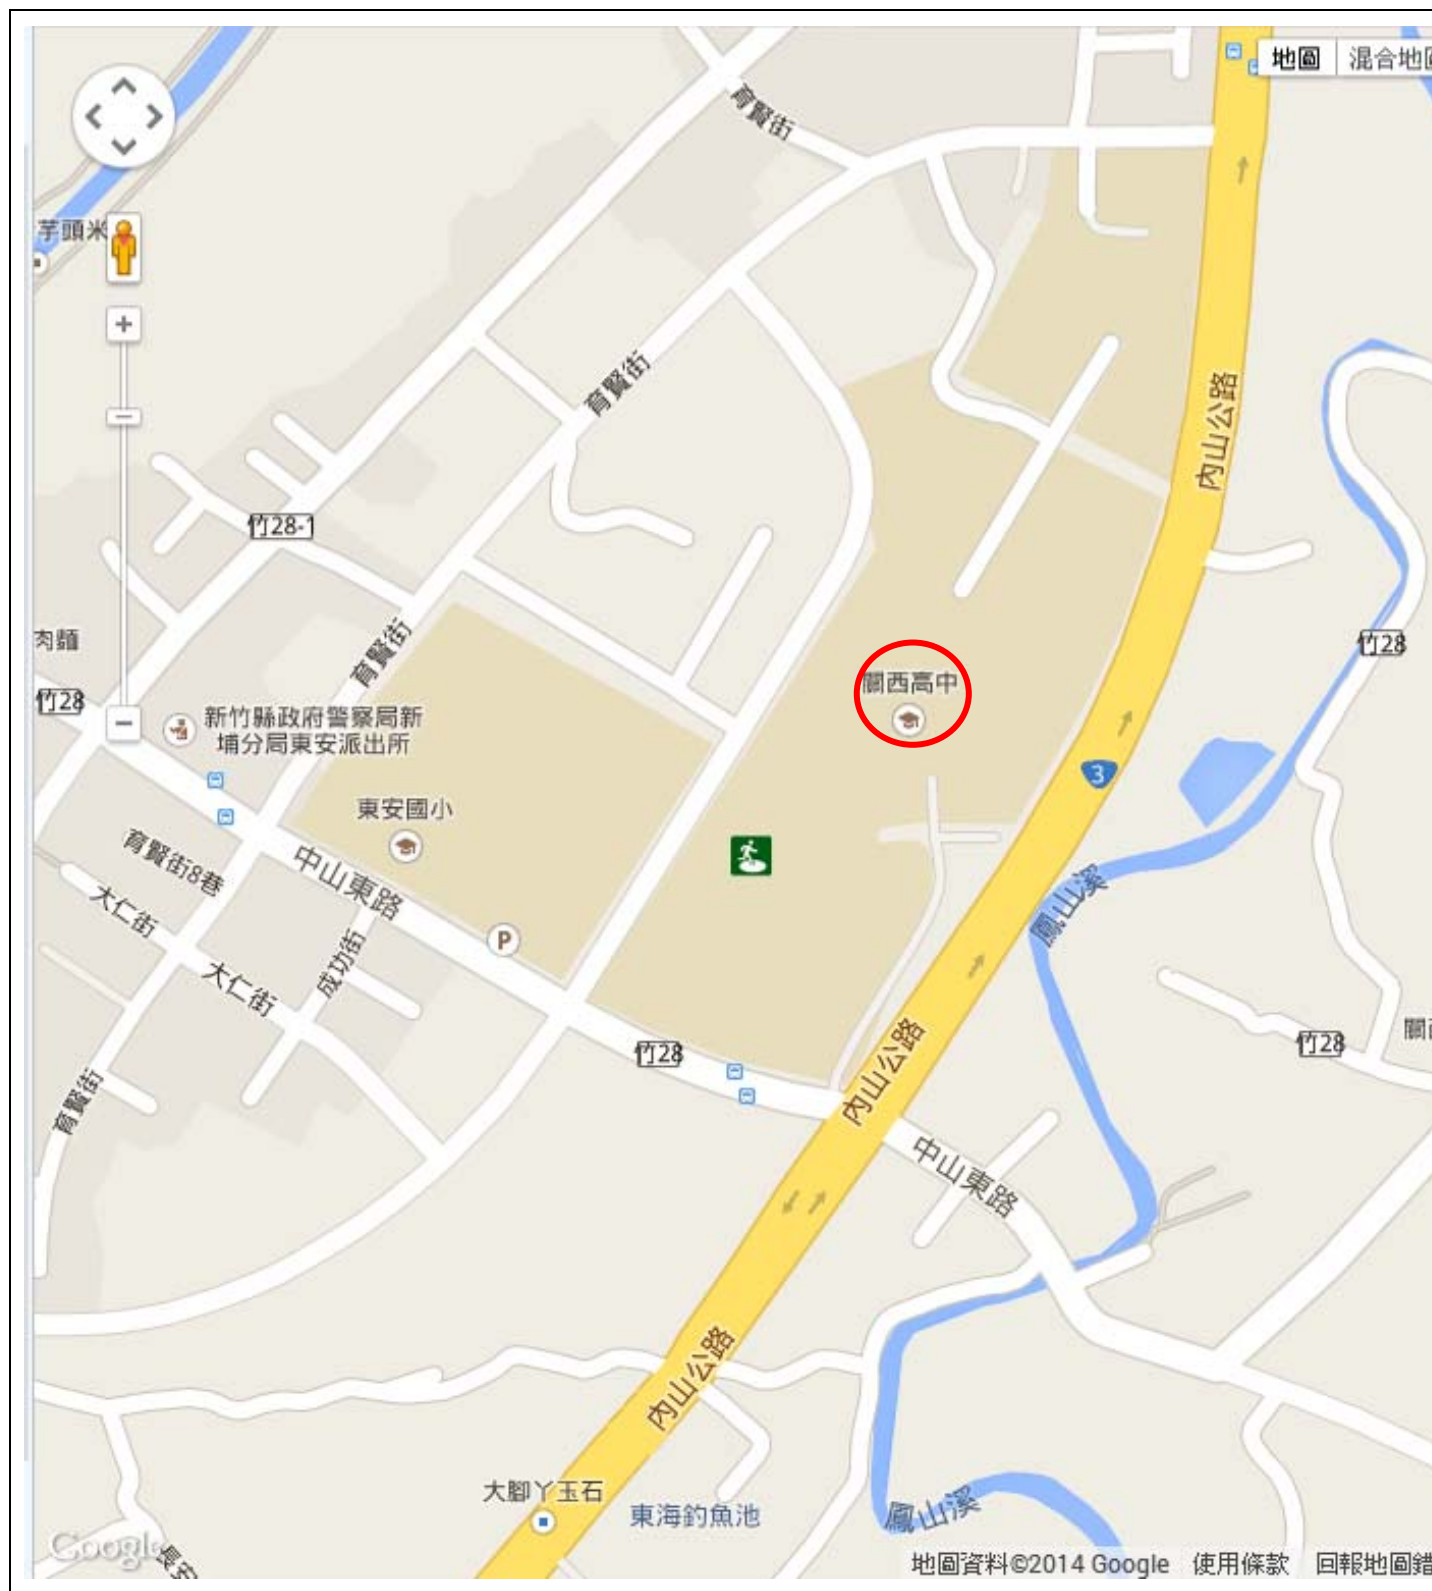 地圖
混合地圖
育賢街
芋頭米
育賢街
內山公路
竹28-1
肉麵
育賢街
竹28
關西高中
竹28
新竹縣政府警察局新
埔分局東安派出所
3
東安國小
育賢街8巷
中山東路
鳳山溪
大仁街
P
成功街
大仁街
竹28
竹28
內山公路
育賢街
中山東路
內山公路
大腳丫玉石
東海釣魚池
鳳山溪
Google
長安
地圖資料©2014 Google
使用條款
回報地圖錯